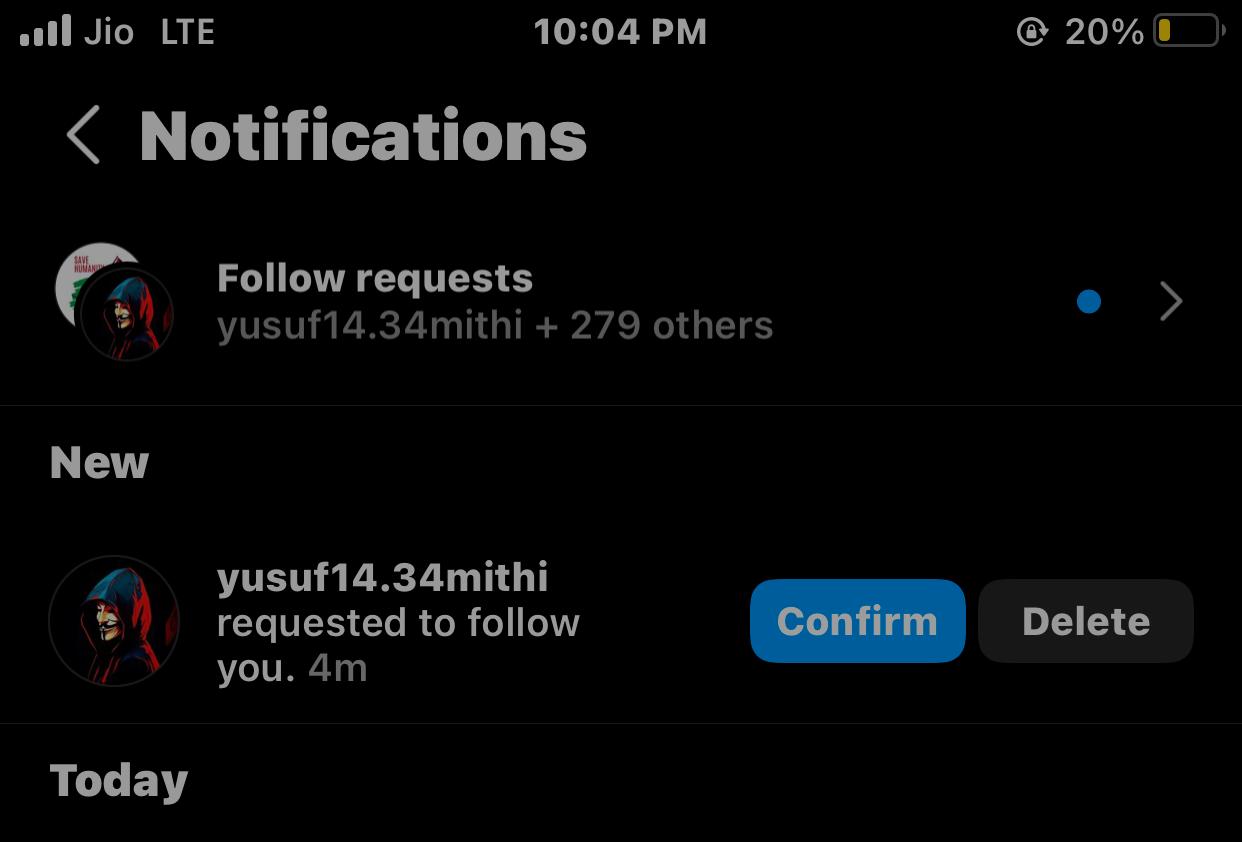 Jio LTE 10:04 PM 20%
Notifications
SAVE
HUMANITY
Follow requests
yusuf14.34mithi + 279 others
New
yusuf14.34mithi
requested to follow
you. 4m
Confirm Delete
Today